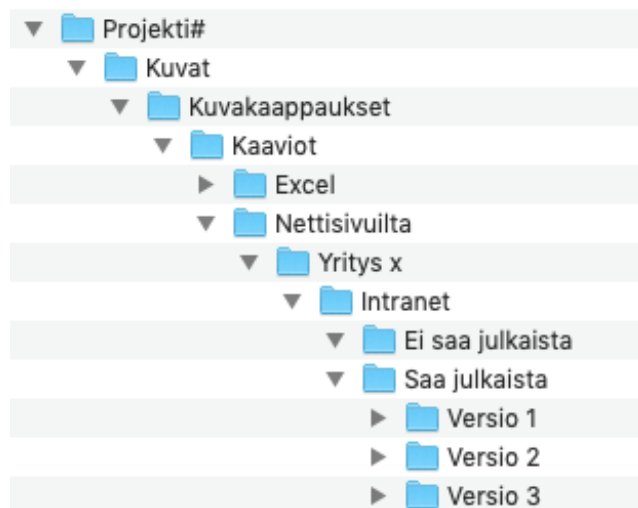 Projekti#
Kuvat
Kuvakaappaukset
Kaaviot
Excel
Nettisivuilta
Yritys x
Intranet
Ei saa julkaista
Saa julkaista
Versio 1
Versio 2
Versio 3